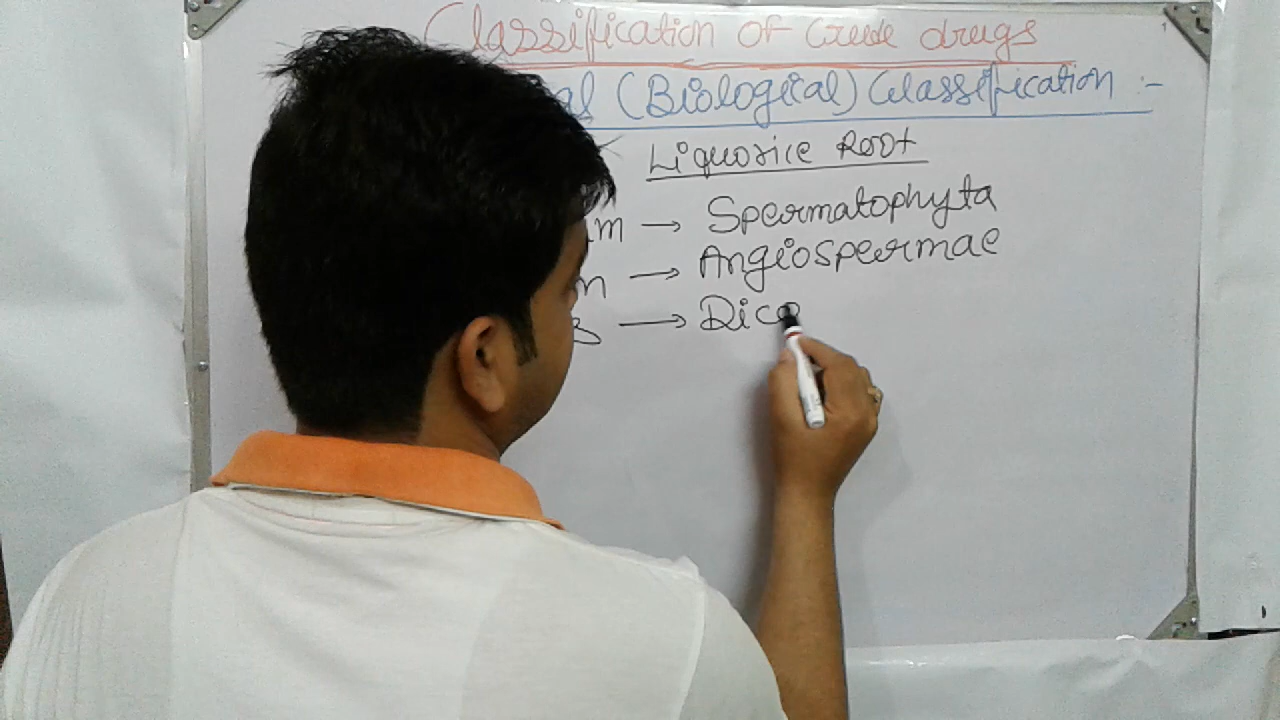 Classification of Crude drugs
al (Biological) Classification :-
Liquorice Root
m → Spermatophyta
n → Angiospermae
s → Dico